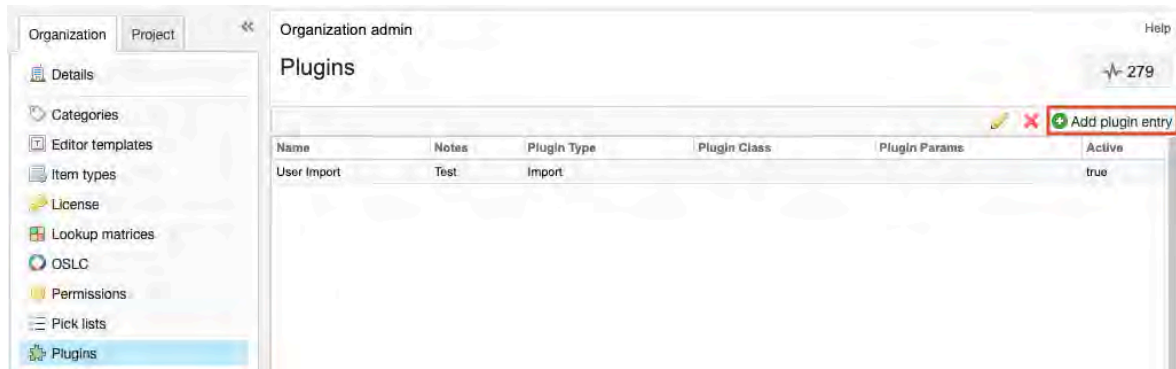 Organization Project « Organization admin Help
Details
Plugins
279
Categories
Add plugin entry
Editor templates
Name Notes Plugin Type Plugin Class Plugin Params Active
Item types
User Import Test Import true
License
Lookup matrices
OSLC
Permissions
Pick lists
Plugins